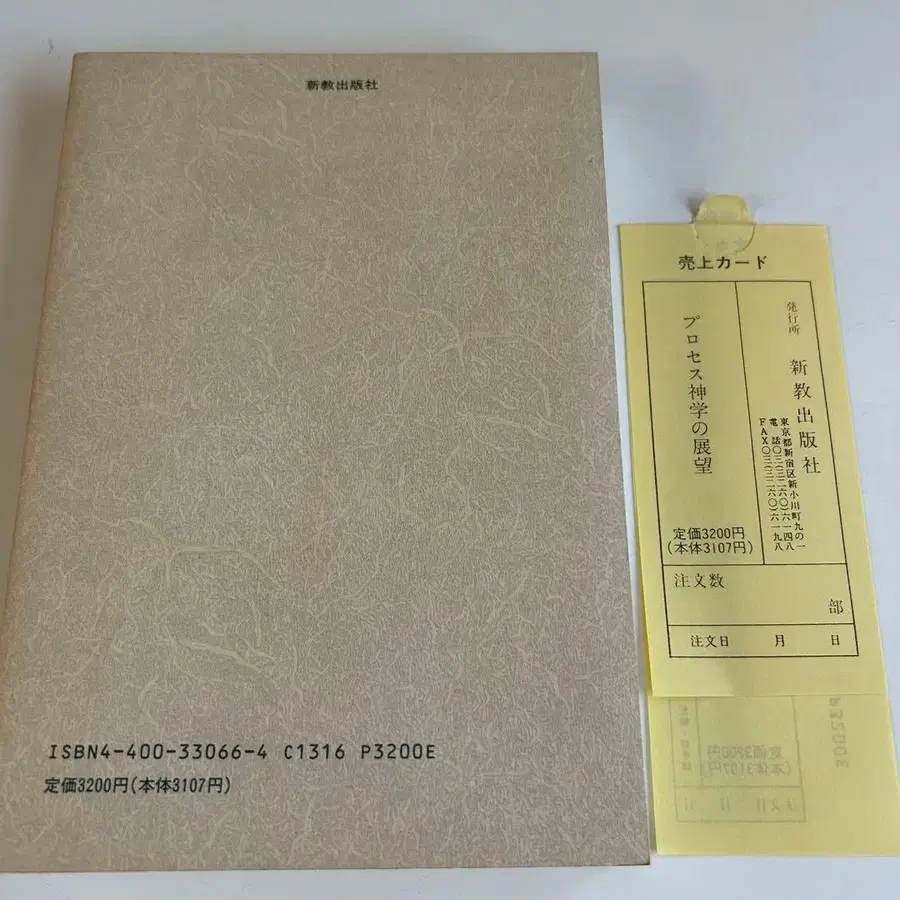 新教出版社
ISBN4-400-33066-4 C1316 P3200E
定価3200円(本体3107円)
売上カード
発行所 新教出版社
東京都新宿区新小川町九の一
電話〇三(三二六〇)六一四八
FAX〇三(三二六〇)六一九八
プロセス神学の展望
定価3200円
(本体3107円)
注文数
部
注文日 月 日